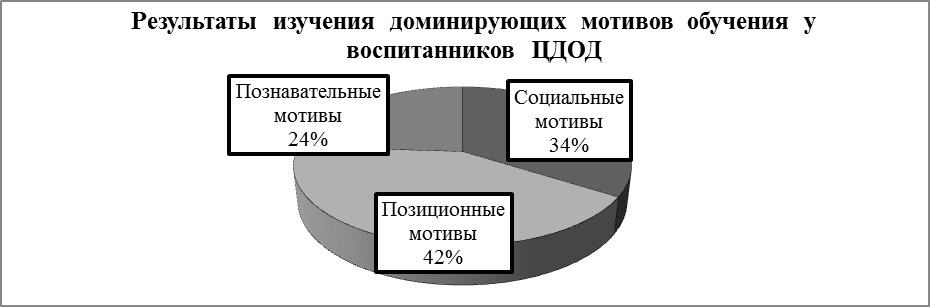 Результаты изучения доминирующих мотивов обучения у
воспитанников ЦДОД
Познавательные
мотивы
24%
Социальные
мотивы
34%
Позиционные
мотивы
42%